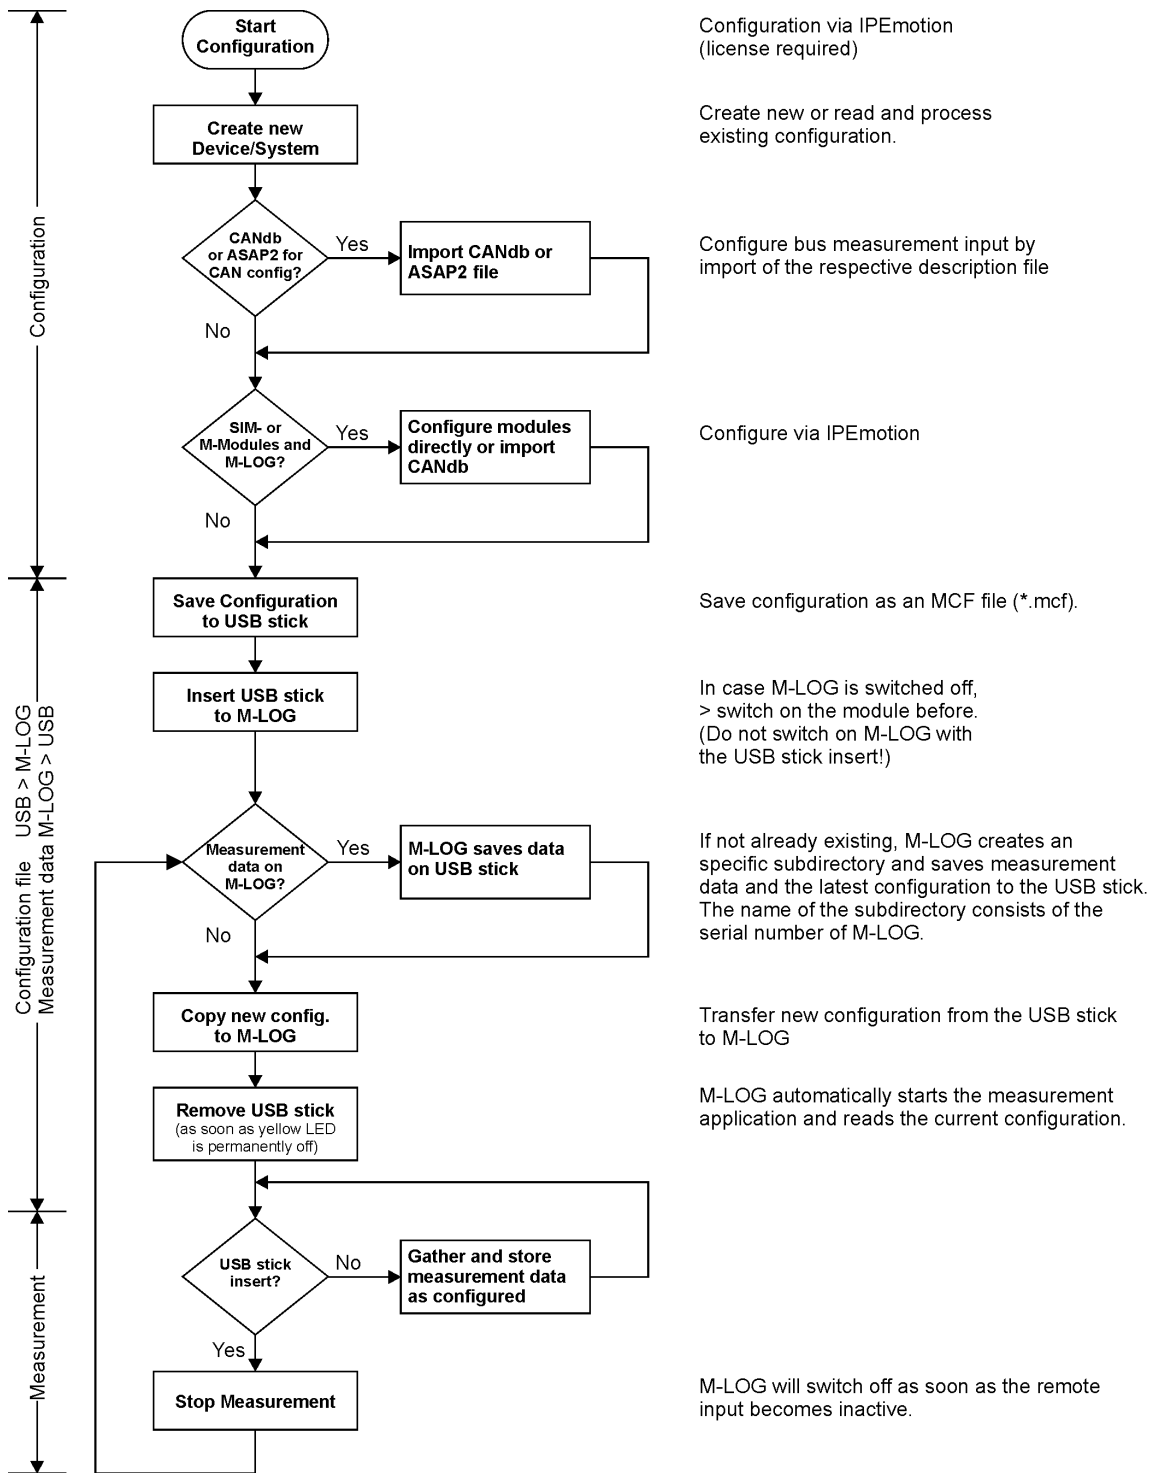 Start
Configuration
Configuration via IPEmotion
(license required)
Create new
Device/System
Create new or read and process
existing configuration.
CANdb
or ASAP2 for
CAN config?
Yes
Import CANdb or
ASAP2 file
Configure bus measurement input by
import of the respective description file
No
Configuration
SIM- or
M-Modules and
M-LOG?
Yes
Configure modules
directly or import
CANdb
Configure via IPEmotion
No
Save Configuration
to USB stick
Save configuration as an MCF file (*.mcf).
Insert USB stick
to M-LOG
In case M-LOG is switched off,
> switch on the module before.
(Do not switch on M-LOG with
the USB stick insert!)
Configuration file USB > M-LOG
Measurement data M-LOG > USB
Measurement
data on
M-LOG?
Yes
M-LOG saves data
on USB stick
If not already existing, M-LOG creates an
specific subdirectory and saves measurement
data and the latest configuration to the USB stick.
The name of the subdirectory consists of the
serial number of M-LOG.
No
Copy new config.
to M-LOG
Transfer new configuration from the USB stick
to M-LOG
Remove USB stick
(as soon as yellow LED
is permanently off)
M-LOG automatically starts the measurement
application and reads the current configuration.
USB stick
insert?
No
Gather and store
measurement data
as configured
Measurement
Yes
Stop Measurement
M-LOG will switch off as soon as the remote
input becomes inactive.